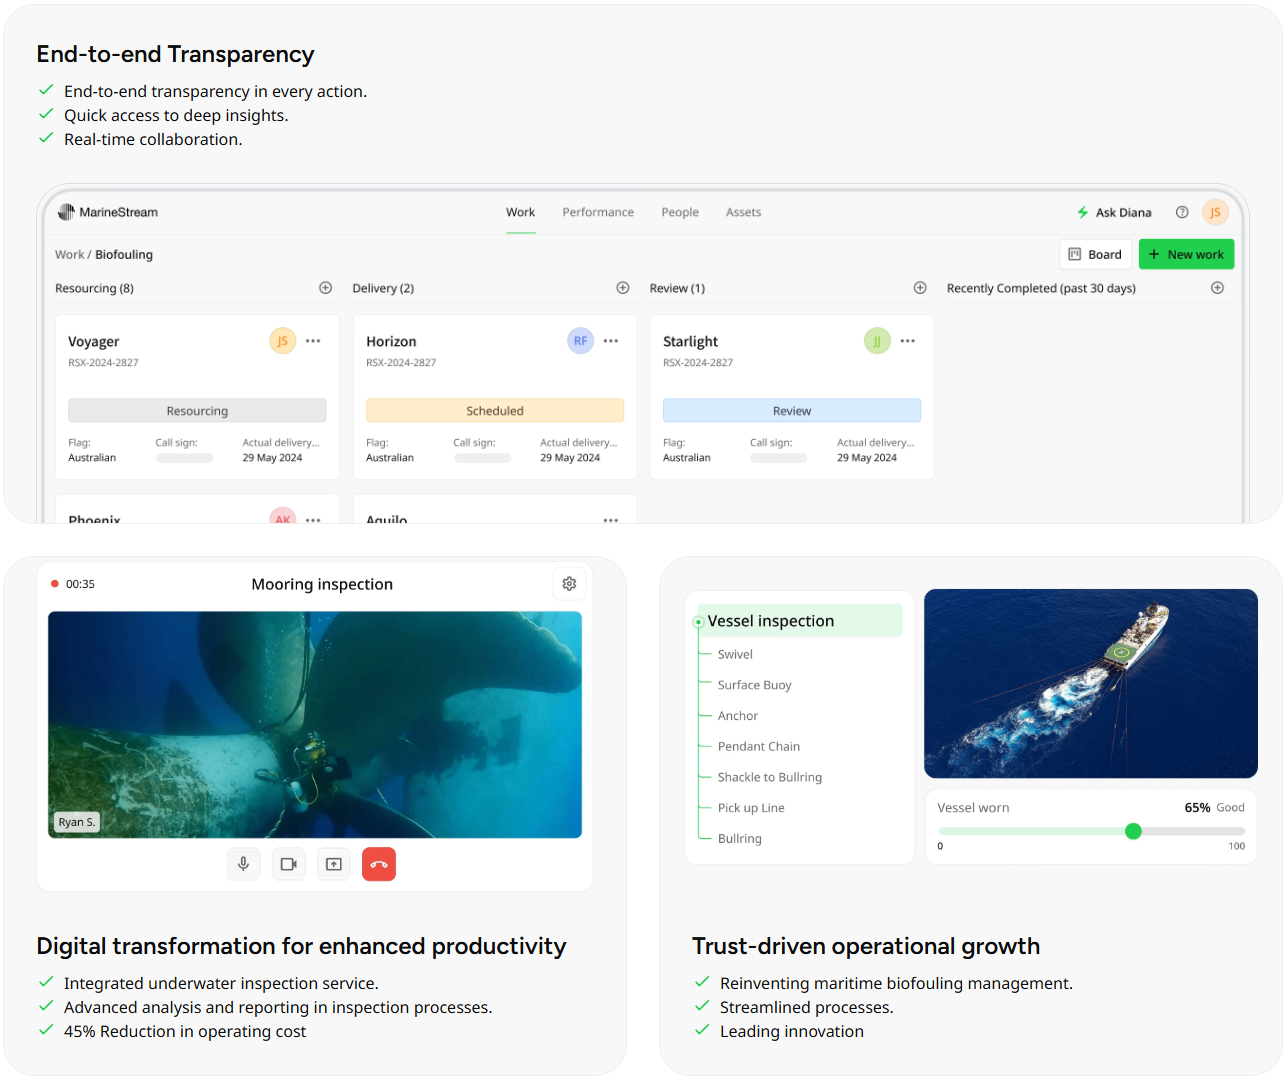 End-to-end Transparency
End-to-end transparency in every action.
Quick access to deep insights.
Real-time collaboration.
MarineStream
Work Performance People Assets
Ask Diana JS
Work / Biofouling
Board + New work
Resourcing (8) Delivery (2) Review (1) Recently Completed (past 30 days)
Voyager JS Horizon RF Starlight JJ
RSX-2024-2827 RSX-2024-2827 RSX-2024-2827
Resourcing Scheduled Review
Flag: Call sign: Actual delivery... Flag: Call sign: Actual delivery... Flag: Call sign: Actual delivery...
Australian 29 May 2024 Australian 29 May 2024 Australian 29 May 2024
Phoenix AK Aquilo
00:35 Mooring inspection
Ryan S.
Digital transformation for enhanced productivity
Integrated underwater inspection service.
Advanced analysis and reporting in inspection processes.
45% Reduction in operating cost
Vessel inspection
Swivel
Surface Buoy
Anchor
Pendant Chain
Shackle to Bullring
Pick up Line
Bullring
Vessel worn 65% Good
0 100
Trust-driven operational growth
Reinventing maritime biofouling management.
Streamlined processes.
Leading innovation